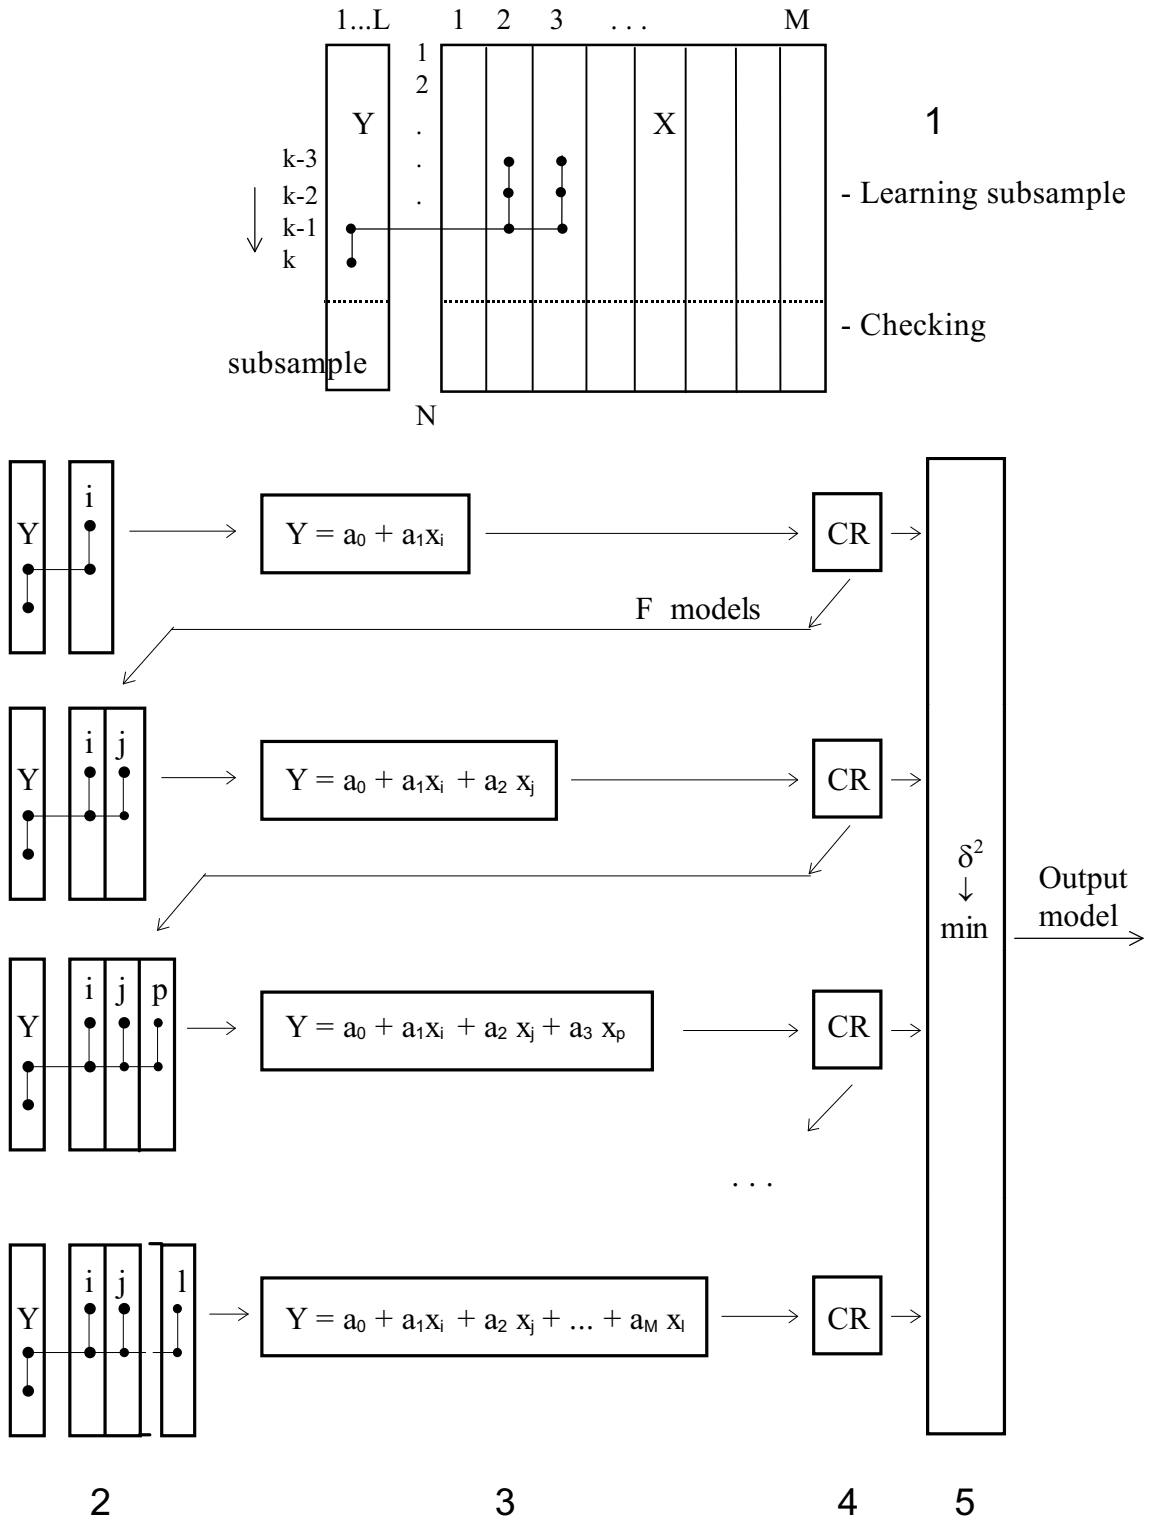 1...L 1 2 3 . . . M
1
2
Y . X 1
k-3 .
k-2 . - Learning subsample
k-1
k
- Checking
subsample
N
Y i
Y = a₀ + a₁xᵢ CR
F models
Y i j
Y = a₀ + a₁xᵢ + a₂ xⱼ CR
δ²
↓
min
Output
model
Y i j p
Y = a₀ + a₁xᵢ + a₂ xⱼ + a₃ xₚ CR
. . .
Y i j l
Y = a₀ + a₁xᵢ + a₂ xⱼ + ... + a_M xₗ CR
2 3 4 5